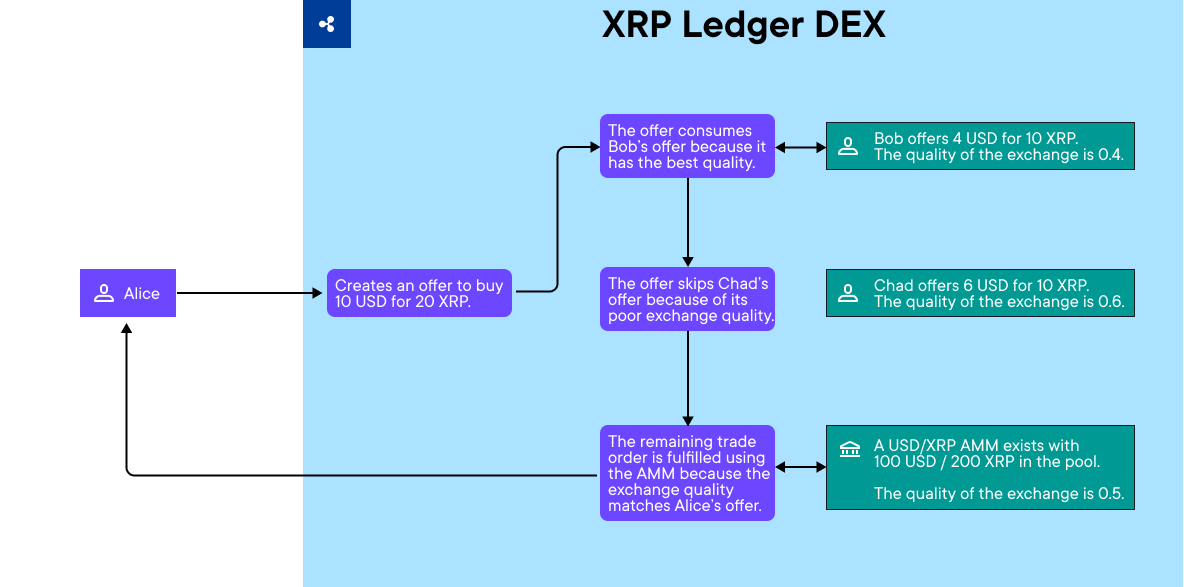 XRP Ledger DEX
The offer consumes
Bob's offer because it
has the best quality.
Bob offers 4 USD for 10 XRP.
The quality of the exchange is 0.4.
Alice
Creates an offer to buy
10 USD for 20 XRP.
The offer skips Chad's
offer because of its
poor exchange quality.
Chad offers 6 USD for 10 XRP.
The quality of the exchange is 0.6.
The remaining trade
order is fulfilled using
the AMM because the
exchange quality
matches Alice's offer.
A USD/XRP AMM exists with
100 USD / 200 XRP in the pool.
The quality of the exchange is 0.5.